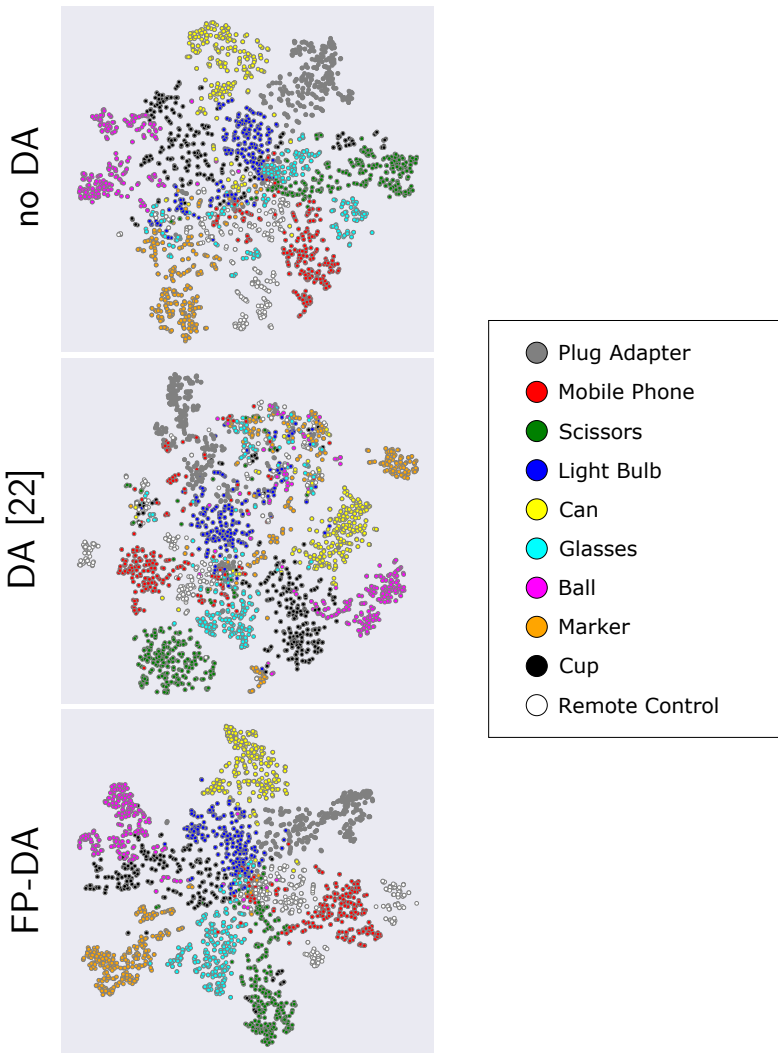 no DA
DA [22]
FP-DA
Plug Adapter
Mobile Phone
Scissors
Light Bulb
Can
Glasses
Ball
Marker
Cup
Remote Control